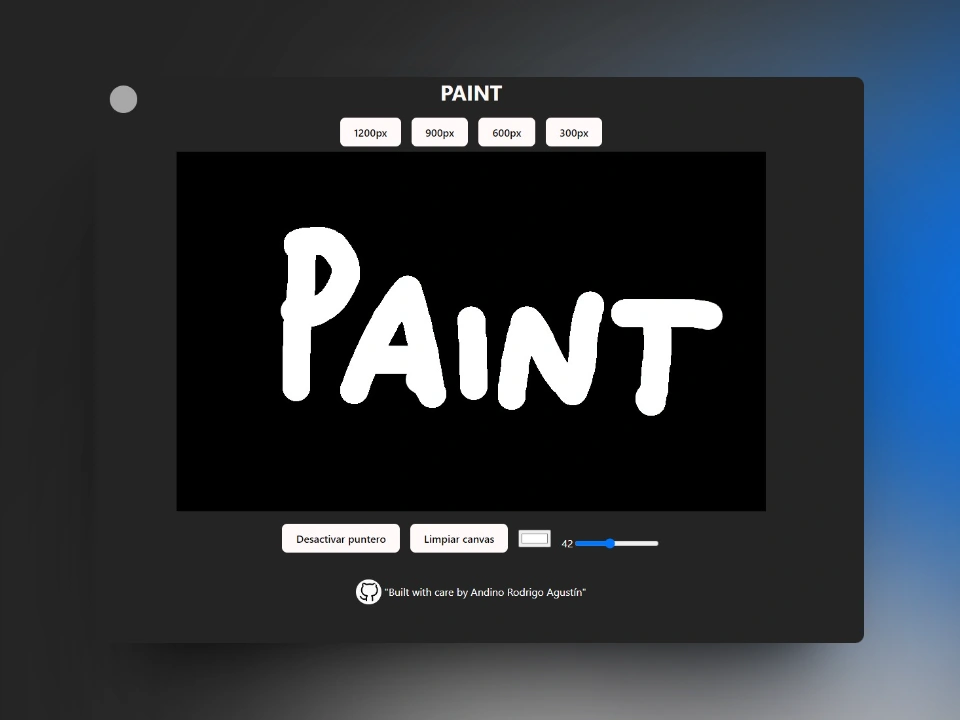 PAINT
1200px 900px 600px 300px
PAINT
Desactivar puntero Limpiar canvas 42
"Built with care by Andino Rodrigo Agustín"